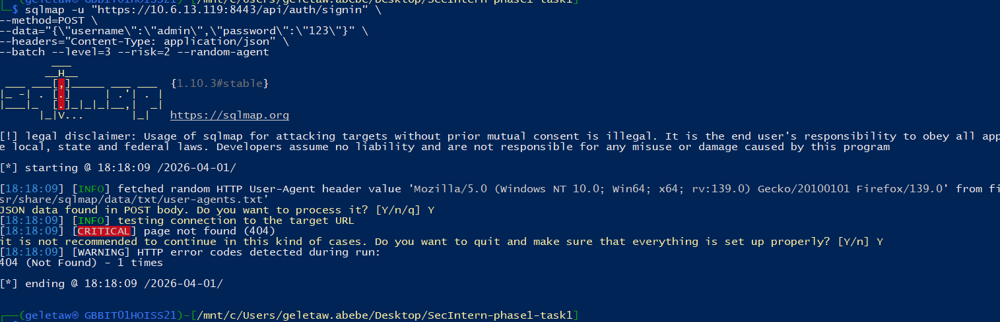 (geletaw㉿ GBBIT01HOISS21)-[/mnt/c/Users/geletaw.abebe/Desktop/SecIntern-phase1-task1]
└─$ sqlmap -u "https://10.6.13.119:8443/api/auth/signin" \
--method=POST \
--data="{\"username\":\"admin\",\"password\":\"123\"}" \
--headers="Content-Type: application/json" \
--batch --level=3 --risk=2 --random-agent
        ___
       __H__
 ___ ___[,]_____ ___ ___  {1.10.3#stable}
|_ -| . [.]     | .'| . |
|___|_  [.]_|_|_|__,|  _|
      |_|V...       |_|   https://sqlmap.org
[!] legal disclaimer: Usage of sqlmap for attacking targets without prior mutual consent is illegal. It is the end user's responsibility to obey all app
e local, state and federal laws. Developers assume no liability and are not responsible for any misuse or damage caused by this program
[*] starting @ 18:18:09 /2026-04-01/
[18:18:09] [INFO] fetched random HTTP User-Agent header value 'Mozilla/5.0 (Windows NT 10.0; Win64; x64; rv:139.0) Gecko/20100101 Firefox/139.0' from fi
sr/share/sqlmap/data/txt/user-agents.txt'
JSON data found in POST body. Do you want to process it? [Y/n/q] Y
[18:18:09] [INFO] testing connection to the target URL
[18:18:09] [CRITICAL] page not found (404)
it is not recommended to continue in this kind of cases. Do you want to quit and make sure that everything is set up properly? [Y/n] Y
[18:18:09] [WARNING] HTTP error codes detected during run:
404 (Not Found) - 1 times
[*] ending @ 18:18:09 /2026-04-01/
┌──(geletaw㉿ GBBIT01HOISS21)-[/mnt/c/Users/geletaw.abebe/Desktop/SecIntern-phase1-task1]